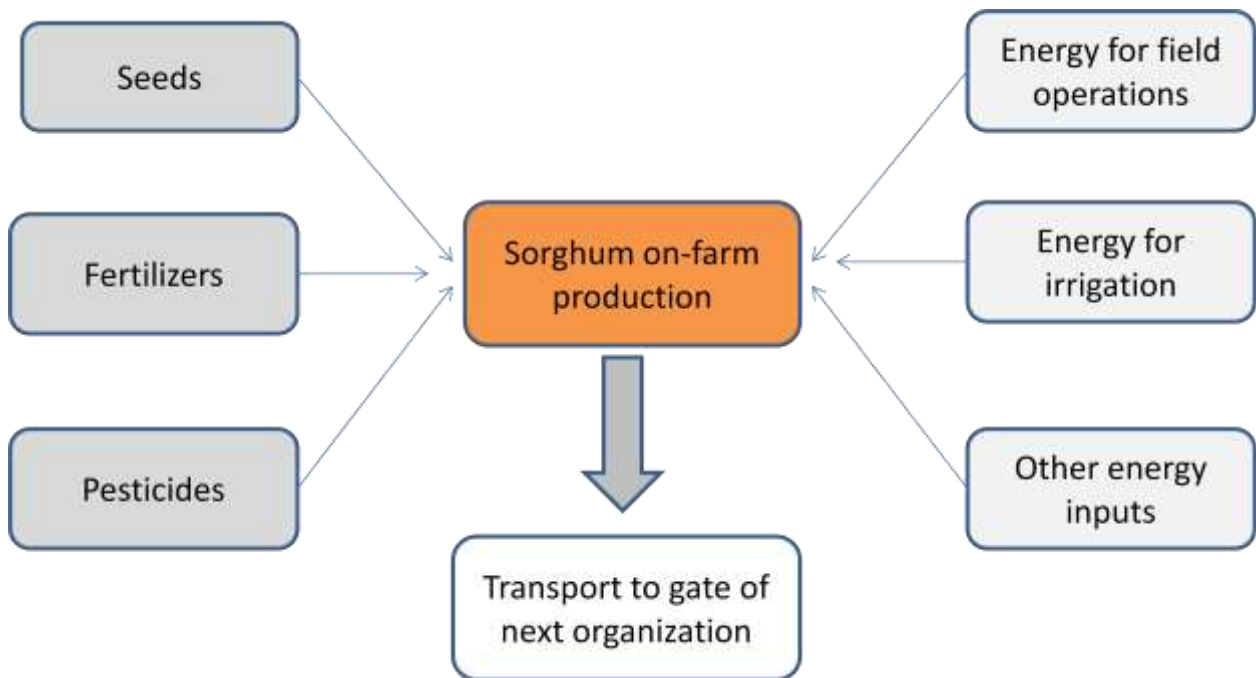 Seeds
Energy for field
operations
Fertilizers
Sorghum on-farm
production
Energy for
irrigation
Pesticides
Other energy
inputs
Transport to gate of
next organization